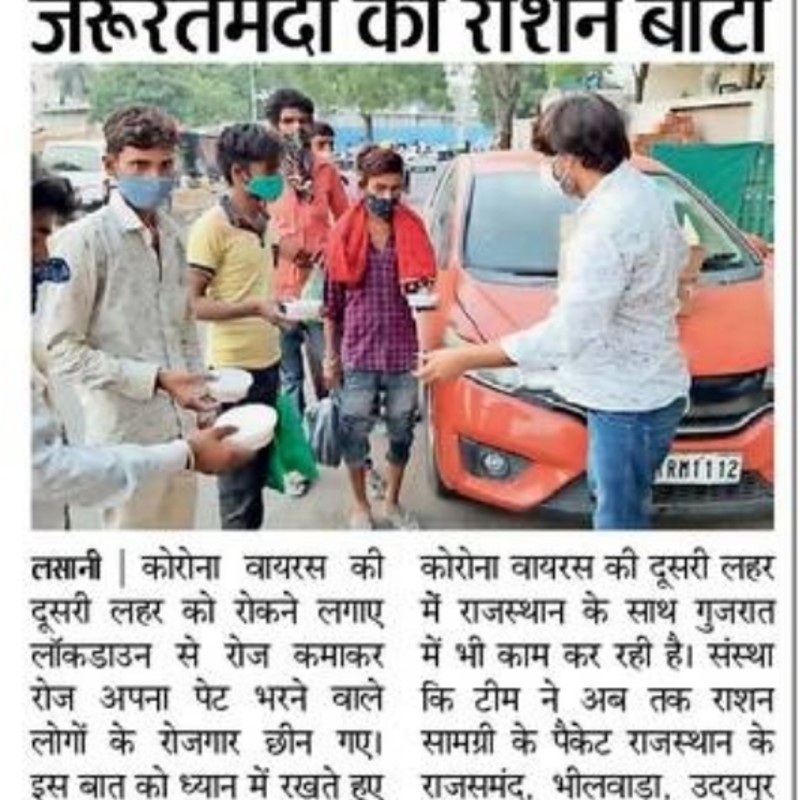 जरूरतमंदों को राशन बांटा
RM1112
लसानी | कोरोना वायरस की
दूसरी लहर को रोकने लगाए
लॉकडाउन से रोज कमाकर
रोज अपना पेट भरने वाले
लोगों के रोजगार छीन गए।
इस बात को ध्यान में रखते हुए
कोरोना वायरस की दूसरी लहर
में राजस्थान के साथ गुजरात
में भी काम कर रही है। संस्था
कि टीम ने अब तक राशन
सामग्री के पैकेट राजस्थान के
राजसमंद, भीलवाडा, उदयपुर